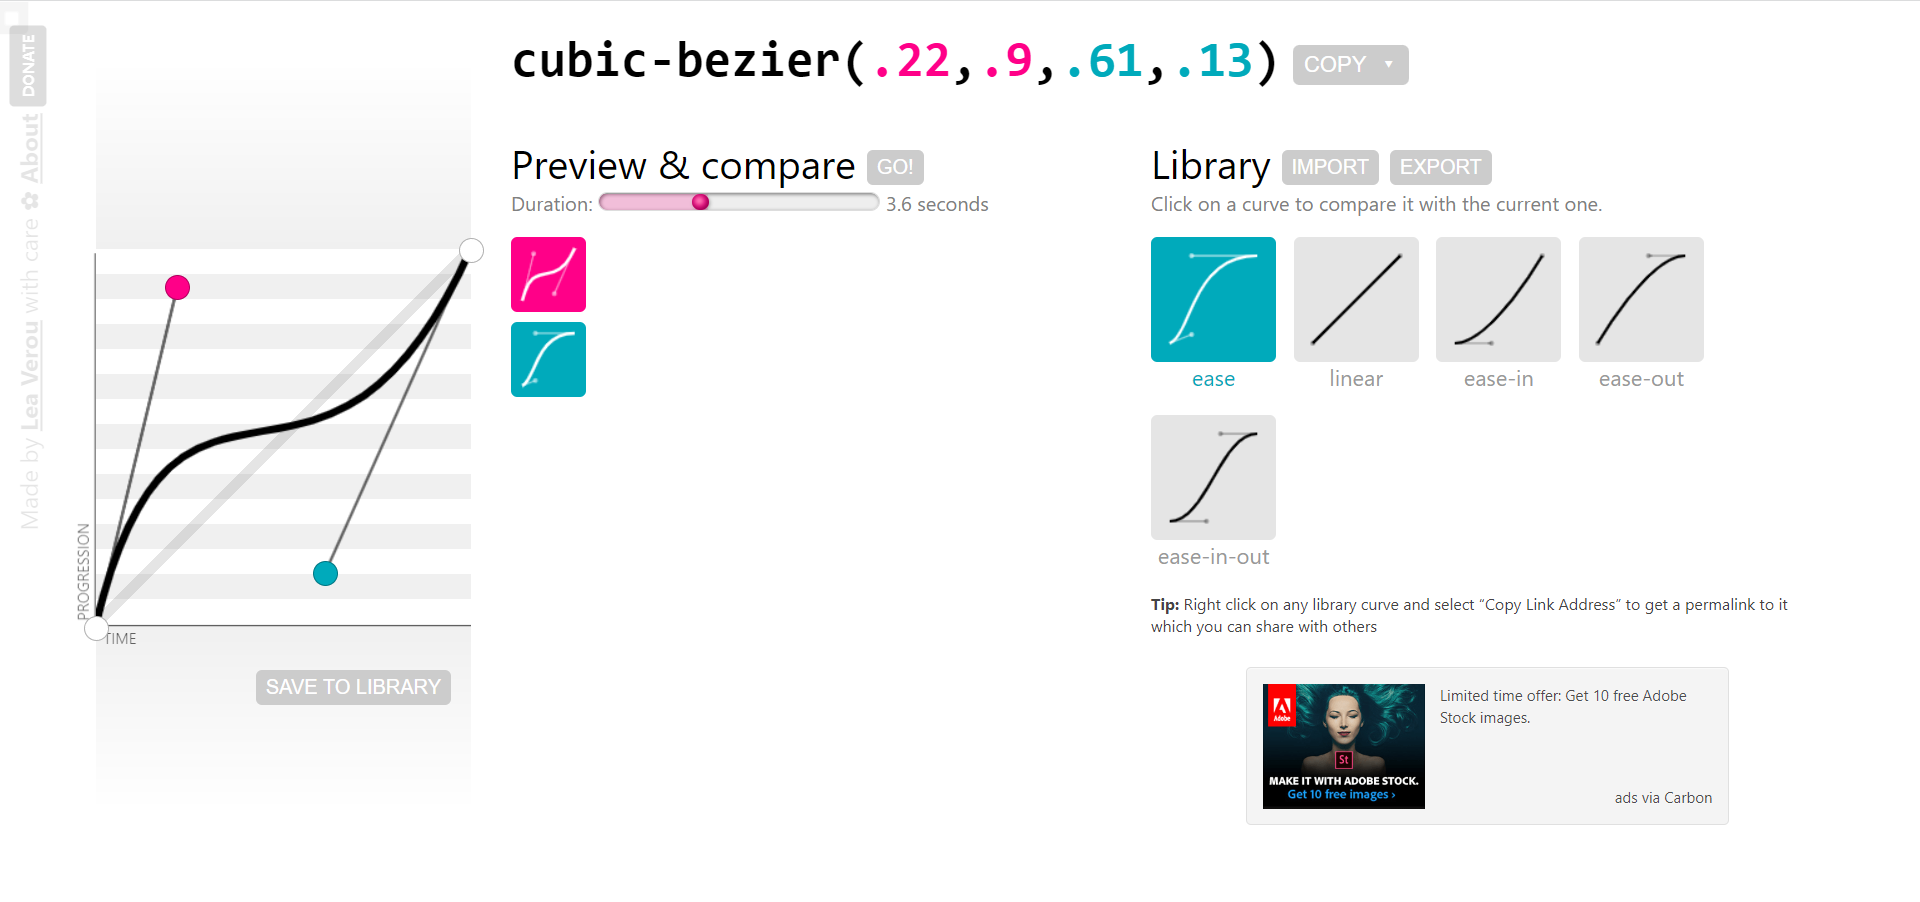 DONATE
Made by Lea Verou with care ✿ About
cubic-bezier(.22,.9,.61,.13)
COPY ▼
PROGRESSION
TIME
SAVE TO LIBRARY
Preview & compare GO!
Duration: 3.6 seconds
Library IMPORT EXPORT
Click on a curve to compare it with the current one.
ease linear ease-in ease-out
ease-in-out
Tip: Right click on any library curve and select “Copy Link Address” to get a permalink to it
which you can share with others
Adobe
St
MAKE IT WITH ADOBE STOCK.
Get 10 free images ›
Limited time offer: Get 10 free Adobe
Stock images.
ads via Carbon